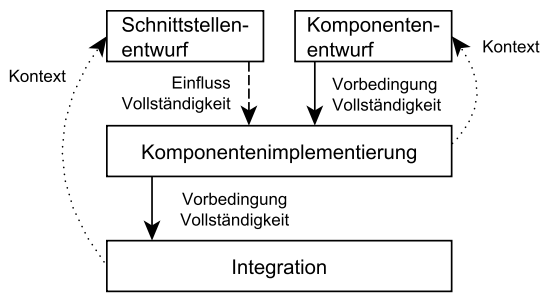 Schnittstellen-
entwurf
Komponenten-
entwurf
Kontext
Kontext
Einfluss
Vollständigkeit
Vorbedingung
Vollständigkeit
Komponentenimplementierung
Vorbedingung
Vollständigkeit
Integration